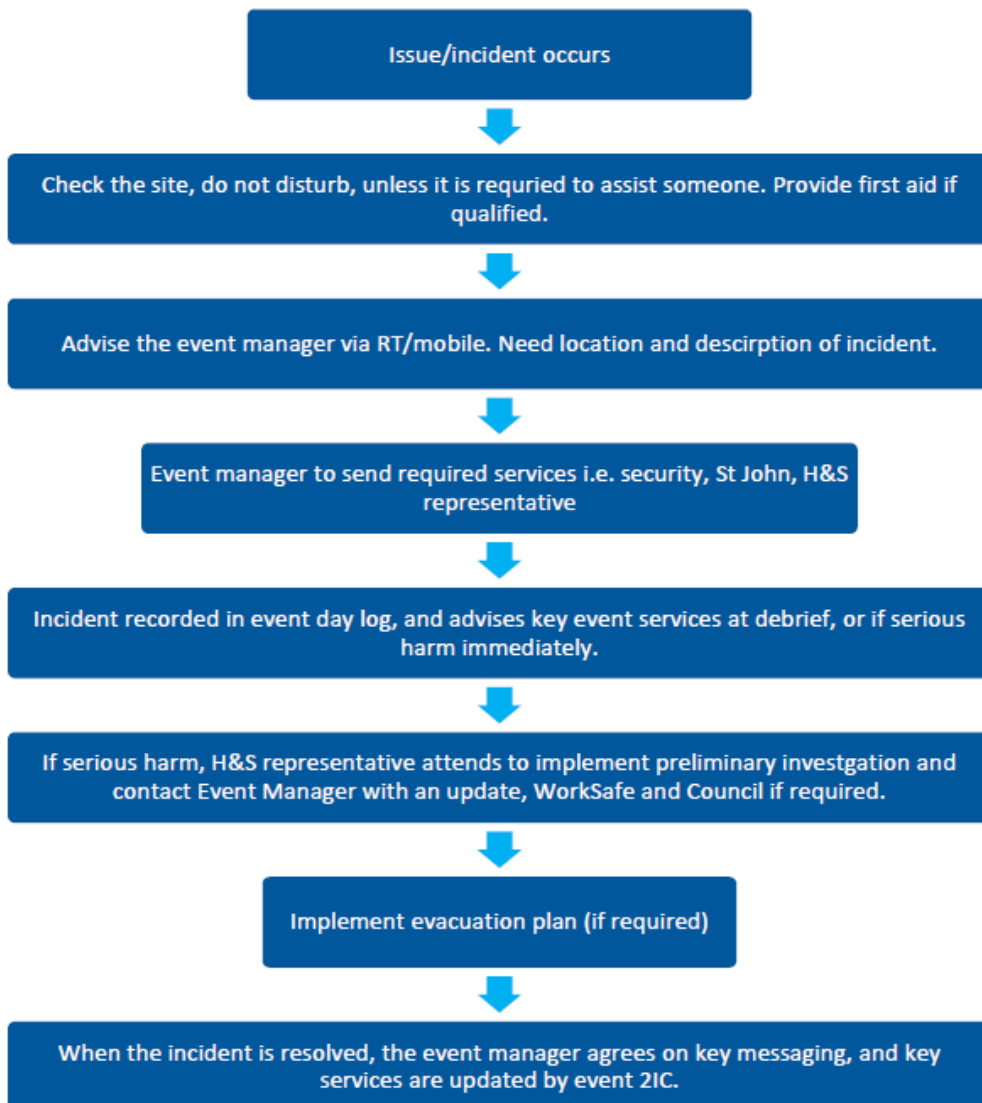 Issue/incident occurs
Check the site, do not disturb, unless it is requried to assist someone. Provide first aid if
qualified.
Advise the event manager via RT/mobile. Need location and descirption of incident.
Event manager to send required services i.e. security, St John, H&S
representative
Incident recorded in event day log, and advises key event services at debrief, or if serious
harm immediately.
If serious harm, H&S representative attends to implement preliminary investgation and
contact Event Manager with an update, WorkSafe and Council if required.
Implement evacuation plan (if required)
When the incident is resolved, the event manager agrees on key messaging, and key
services are updated by event 2IC.